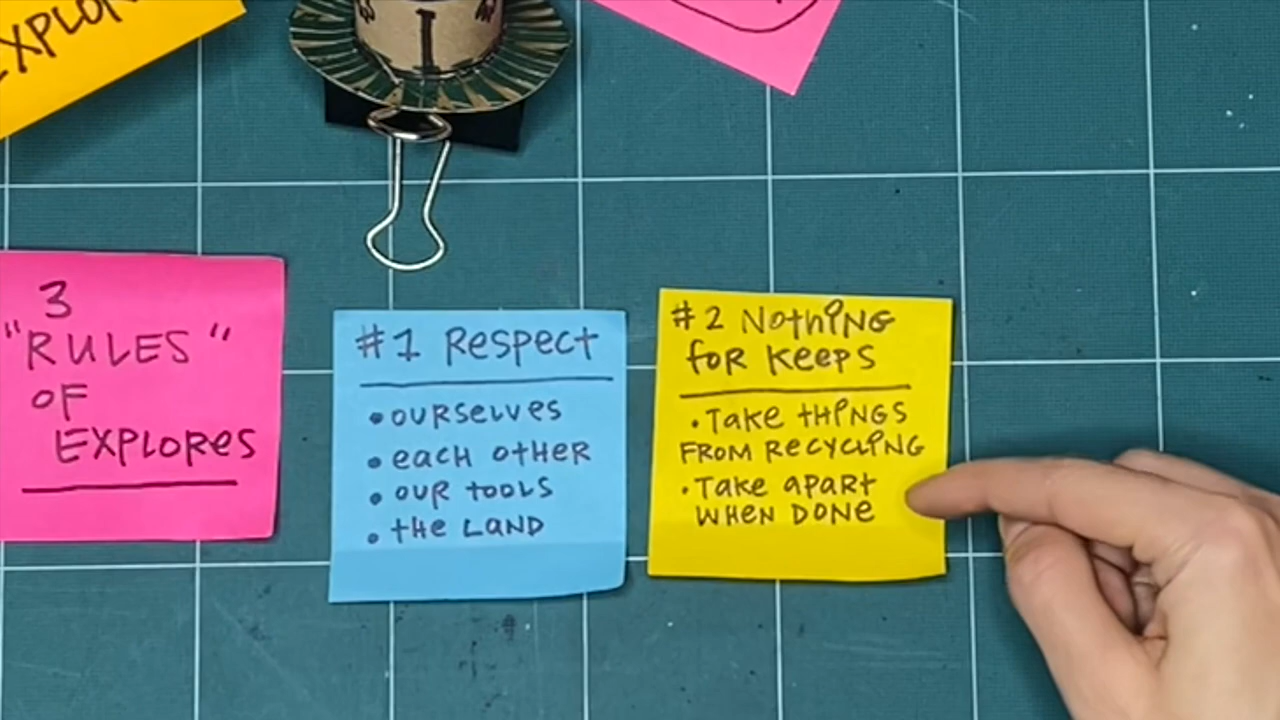 I
3
"RULES"
OF
EXPLORES
#1 Respect
• OURSELVES
• each other
• our tools
• the Land
#2 Nothing
for Keeps
• Take things
from recycling
• Take apart
when done